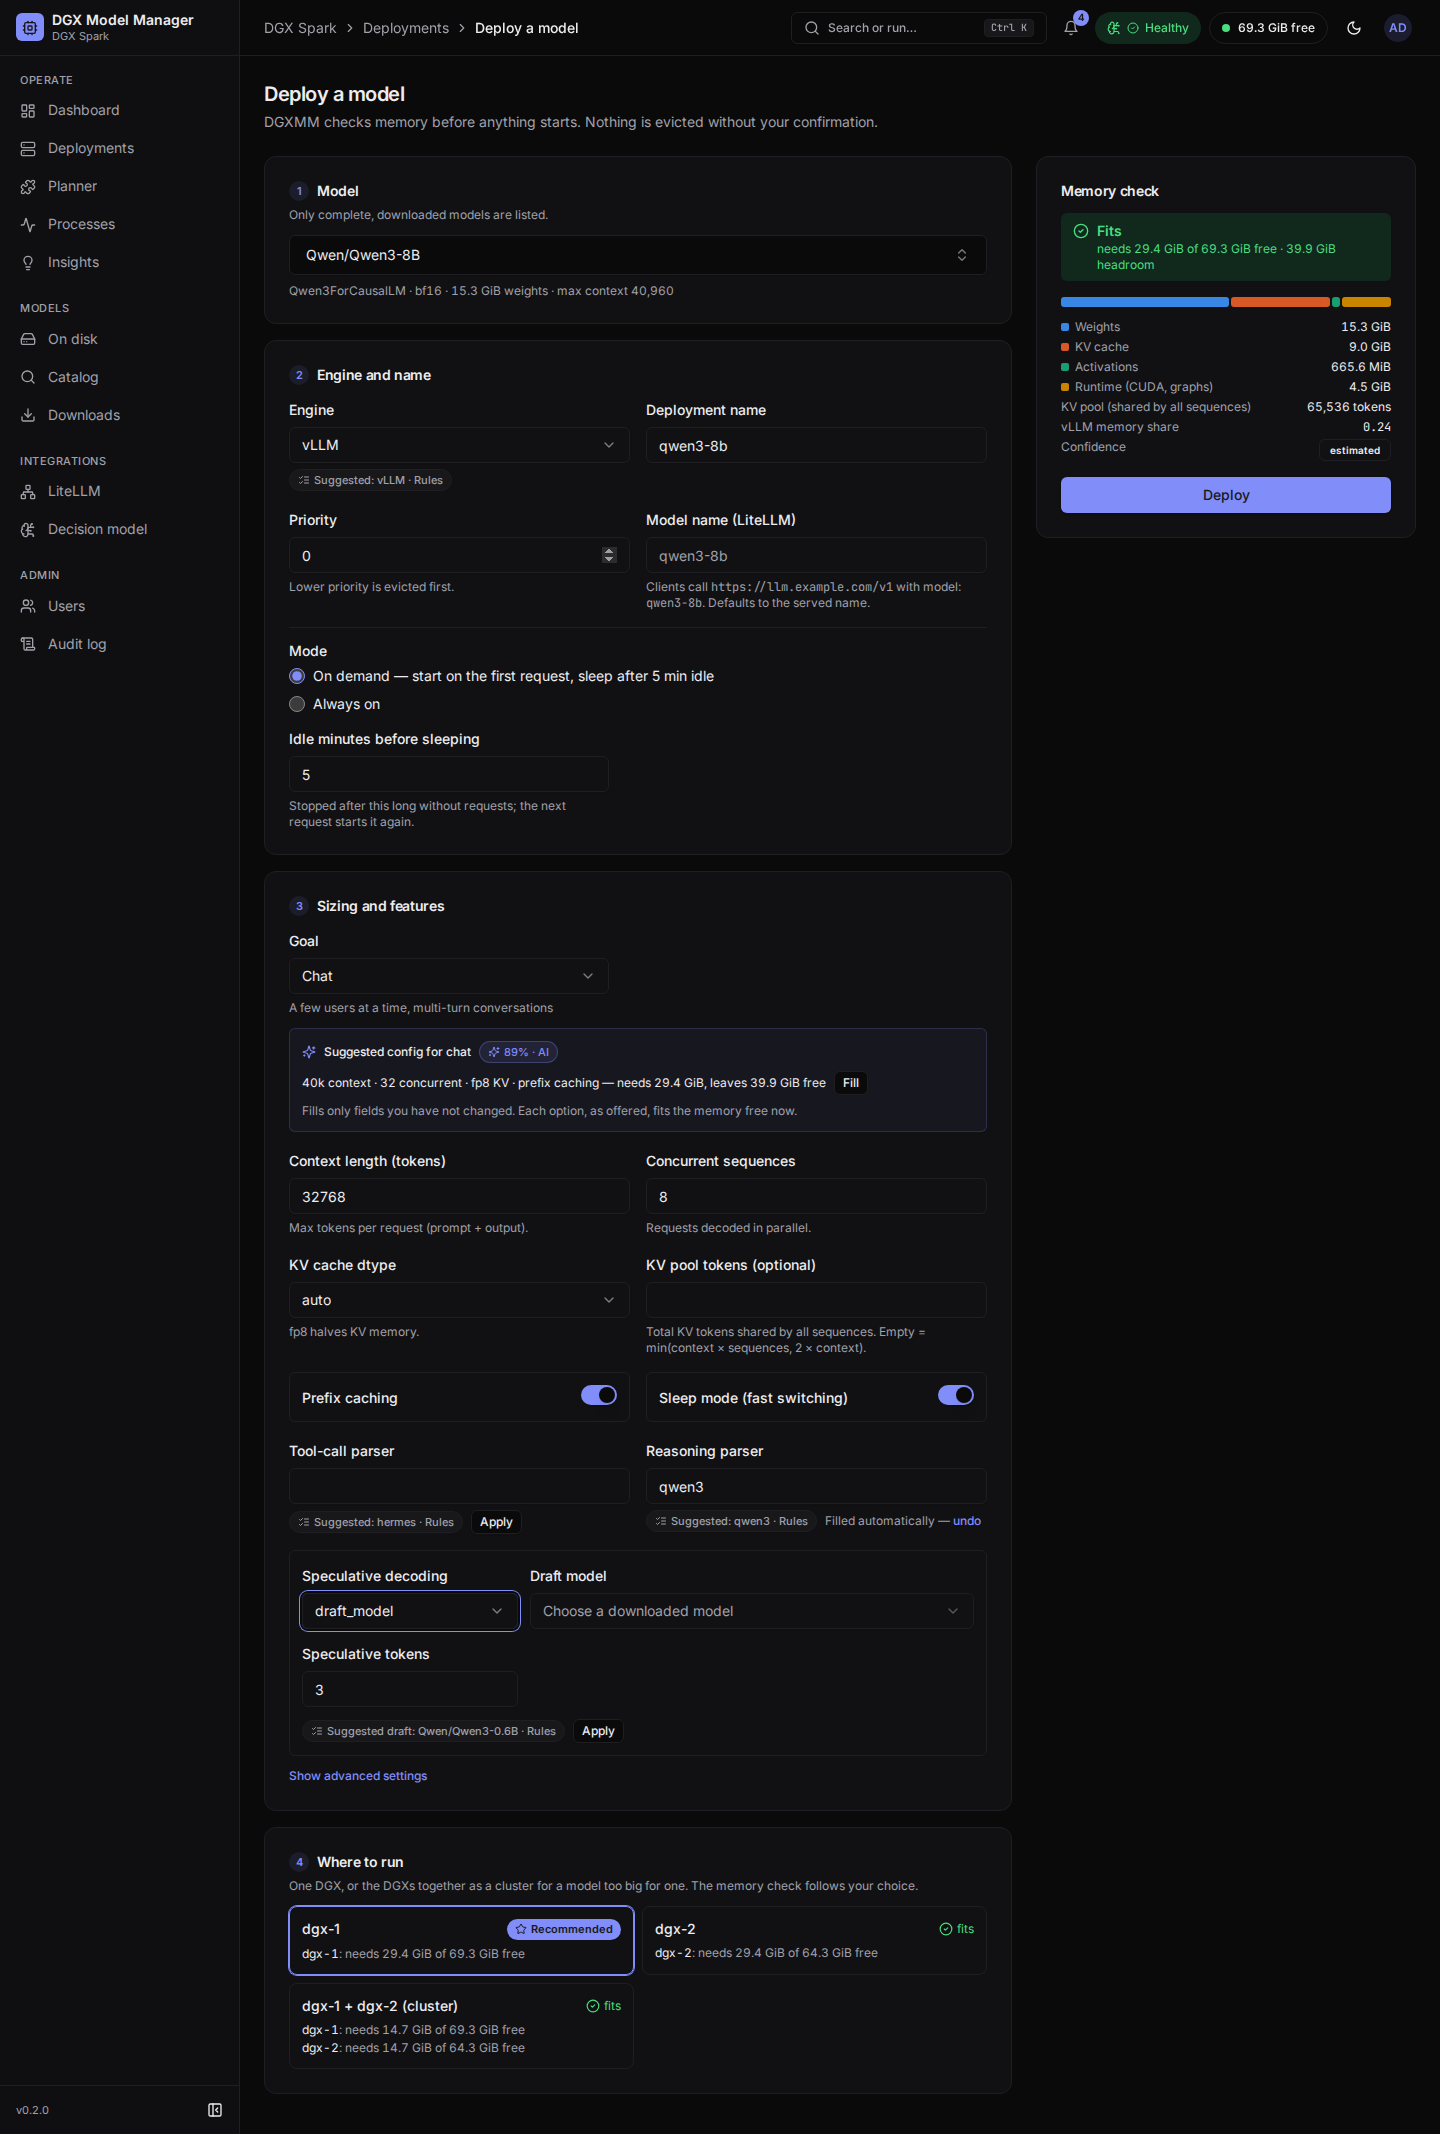 DGX Model Manager
DGX Spark
OPERATE
Dashboard
Deployments
Planner
Processes
Insights
MODELS
On disk
Catalog
Downloads
INTEGRATIONS
LiteLLM
Decision model
ADMIN
Users
Audit log
v0.2.0
DGX Spark > Deployments > Deploy a model
Search or run... Ctrl K
4
Healthy
69.3 GiB free
AD
Deploy a model
DGXMM checks memory before anything starts. Nothing is evicted without your confirmation.
1 Model
Only complete, downloaded models are listed.
Qwen/Qwen3-8B
Qwen3ForCausalLM · bf16 · 15.3 GiB weights · max context 40,960
2 Engine and name
Engine
vLLM
Suggested: vLLM · Rules
Deployment name
qwen3-8b
Priority
0
Lower priority is evicted first.
Model name (LiteLLM)
qwen3-8b
Clients call https://llm.example.com/v1 with model:
qwen3-8b. Defaults to the served name.
Mode
On demand — start on the first request, sleep after 5 min idle
Always on
Idle minutes before sleeping
5
Stopped after this long without requests; the next
request starts it again.
3 Sizing and features
Goal
Chat
A few users at a time, multi-turn conversations
Suggested config for chat 89% · AI
40k context · 32 concurrent · fp8 KV · prefix caching — needs 29.4 GiB, leaves 39.9 GiB free Fill
Fills only fields you have not changed. Each option, as offered, fits the memory free now.
Context length (tokens)
32768
Max tokens per request (prompt + output).
Concurrent sequences
8
Requests decoded in parallel.
KV cache dtype
auto
fp8 halves KV memory.
KV pool tokens (optional)
Total KV tokens shared by all sequences. Empty =
min(context × sequences, 2 × context).
Prefix caching
Sleep mode (fast switching)
Tool-call parser
Suggested: hermes · Rules Apply
Reasoning parser
qwen3
Suggested: qwen3 · Rules Filled automatically — undo
Speculative decoding
draft_model
Draft model
Choose a downloaded model
Speculative tokens
3
Suggested draft: Qwen/Qwen3-0.6B · Rules Apply
Show advanced settings
4 Where to run
One DGX, or the DGXs together as a cluster for a model too big for one. The memory check follows your choice.
dgx-1 Recommended
dgx-1: needs 29.4 GiB of 69.3 GiB free
dgx-2 fits
dgx-2: needs 29.4 GiB of 64.3 GiB free
dgx-1 + dgx-2 (cluster) fits
dgx-1: needs 14.7 GiB of 69.3 GiB free
dgx-2: needs 14.7 GiB of 64.3 GiB free
Memory check
Fits
needs 29.4 GiB of 69.3 GiB free · 39.9 GiB
headroom
Weights 15.3 GiB
KV cache 9.0 GiB
Activations 665.6 MiB
Runtime (CUDA, graphs) 4.5 GiB
KV pool (shared by all sequences) 65,536 tokens
vLLM memory share 0.24
Confidence estimated
Deploy